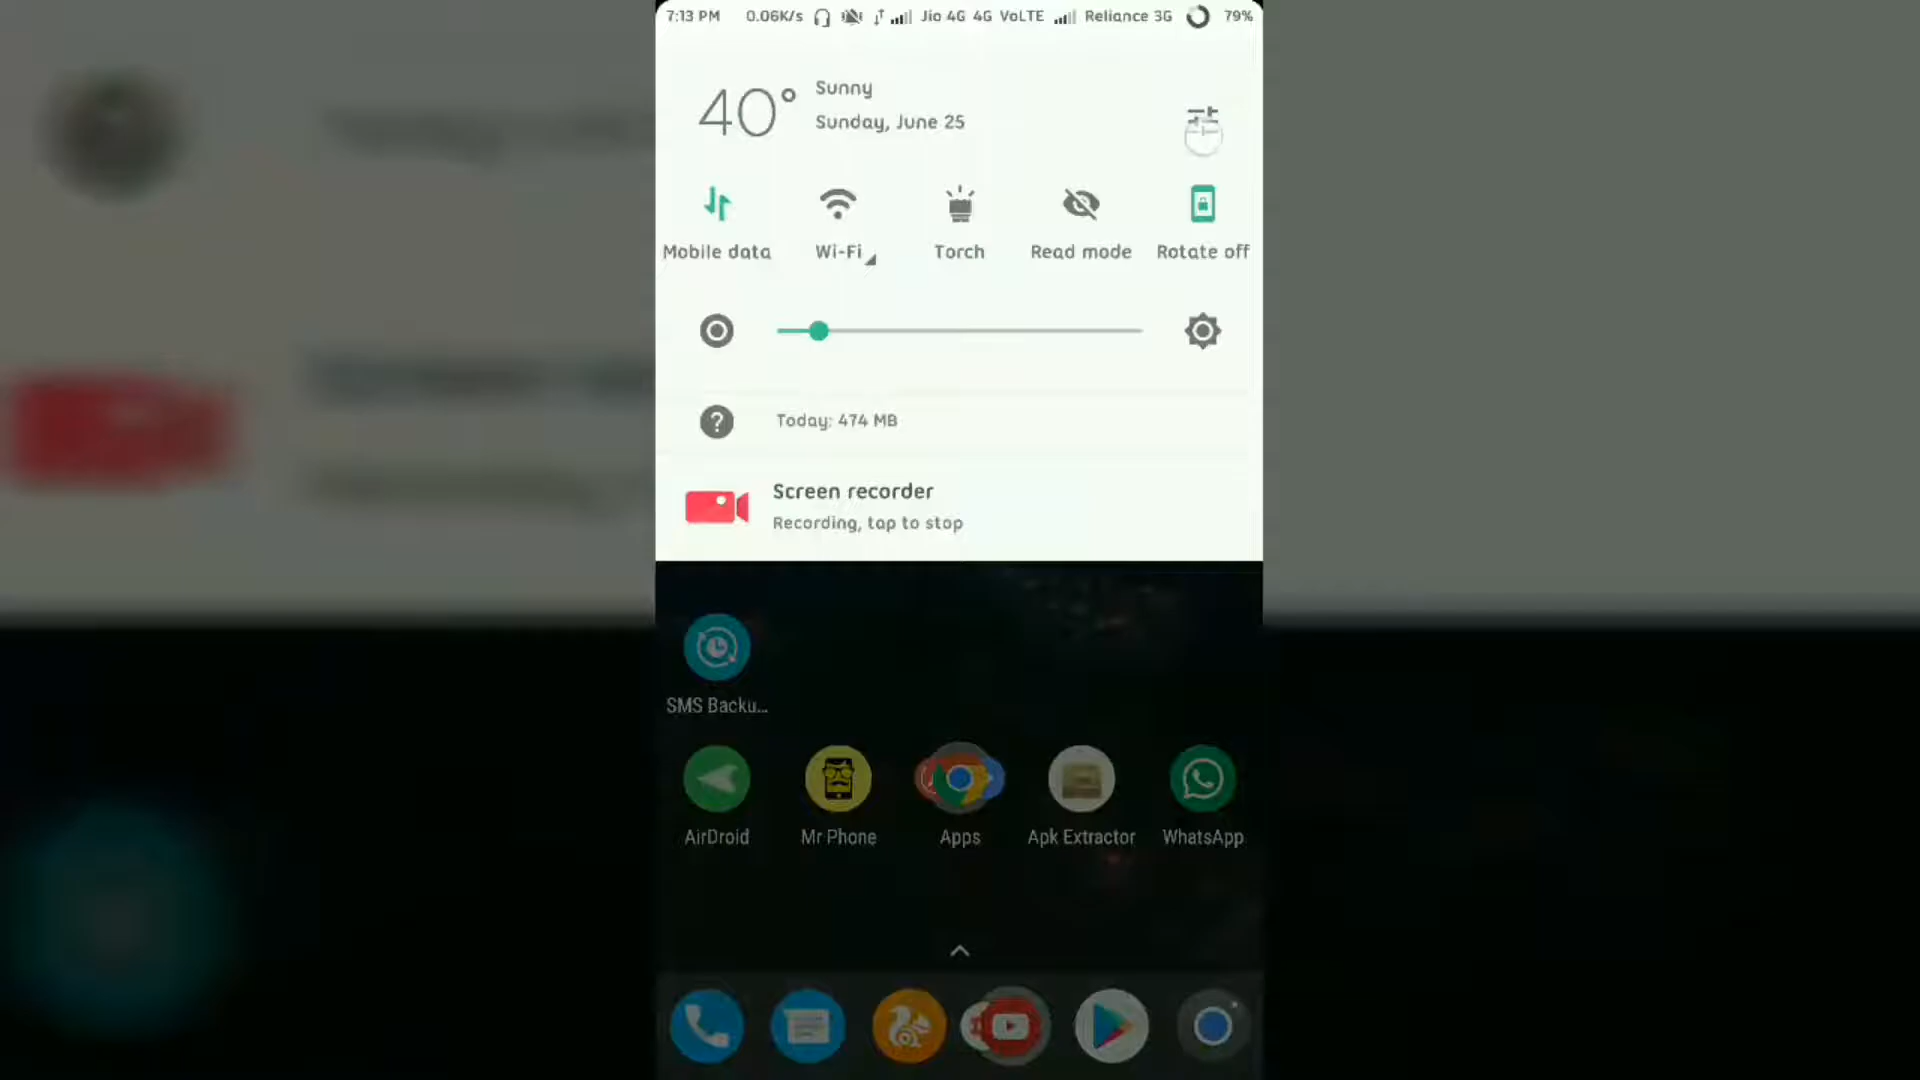 7:13 PM 0.06K/s Jio 4G 4G VoLTE Reliance 3G 79%
40° Sunny
Sunday, June 25
Mobile data Wi-Fi Torch Read mode Rotate off
Today: 474 MB
Screen recorder
Recording, tap to stop
SMS Backu...
AirDroid Mr Phone Apps Apk Extractor WhatsApp